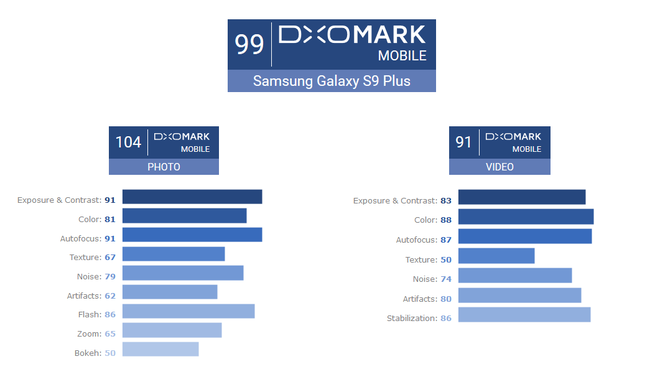 99 DXOMARK
MOBILE
Samsung Galaxy S9 Plus
104 DXOMARK
MOBILE
PHOTO
Exposure & Contrast: 91
Color: 81
Autofocus: 91
Texture: 67
Noise: 79
Artifacts: 62
Flash: 86
Zoom: 65
Bokeh: 50
91 DXOMARK
MOBILE
VIDEO
Exposure & Contrast: 83
Color: 88
Autofocus: 87
Texture: 50
Noise: 74
Artifacts: 80
Stabilization: 86